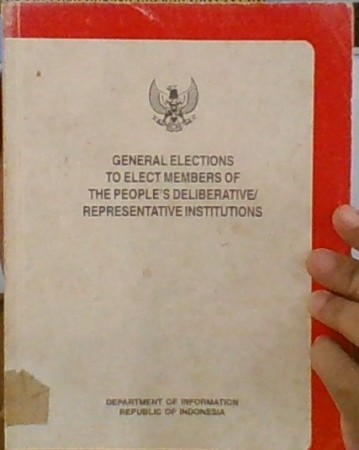 GENERAL ELECTIONS
TO ELECT MEMBERS OF
THE PEOPLE'S DELIBERATIVE/
REPRESENTATIVE INSTITUTIONS
DEPARTMENT OF INFORMATION
REPUBLIC OF INDONESIA